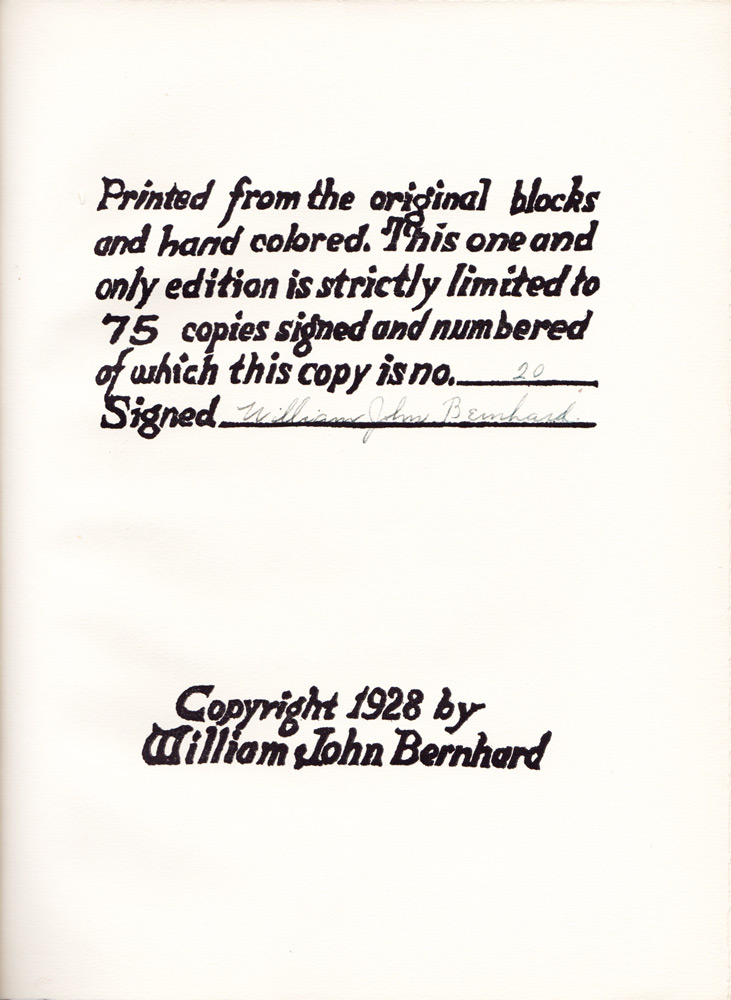 Printed from the original blocks
and hand colored. This one and
only edition is strictly limited to
75 copies signed and numbered
of which this copy is no. 20
Signed William John Bernhard.
Copyright 1928 by
William John Bernhard